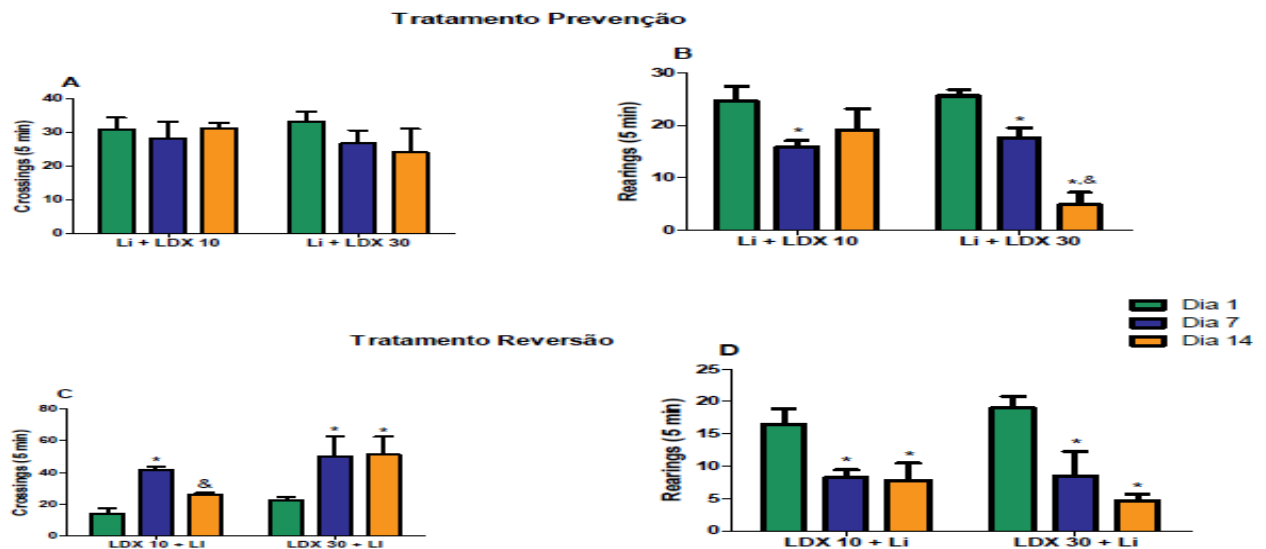 Tratamento Prevenção
A
Crossings (5 min)
40
30
20
10
0
Li + LDX 10
Li + LDX 30
B
Rearings (5 min)
30
20
10
0
*
*
*,&
Li + LDX 10
Li + LDX 30
Dia 1
Dia 7
Dia 14
Tratamento Reversão
C
Crossings (5 min)
80
60
40
20
0
*
&
*
*
LDX 10 + LI
LDX 30 + LI
D
Rearings (5 min)
25
20
15
10
5
0
*
*
*
*
LDX 10 + Li
LDX 30 + Li